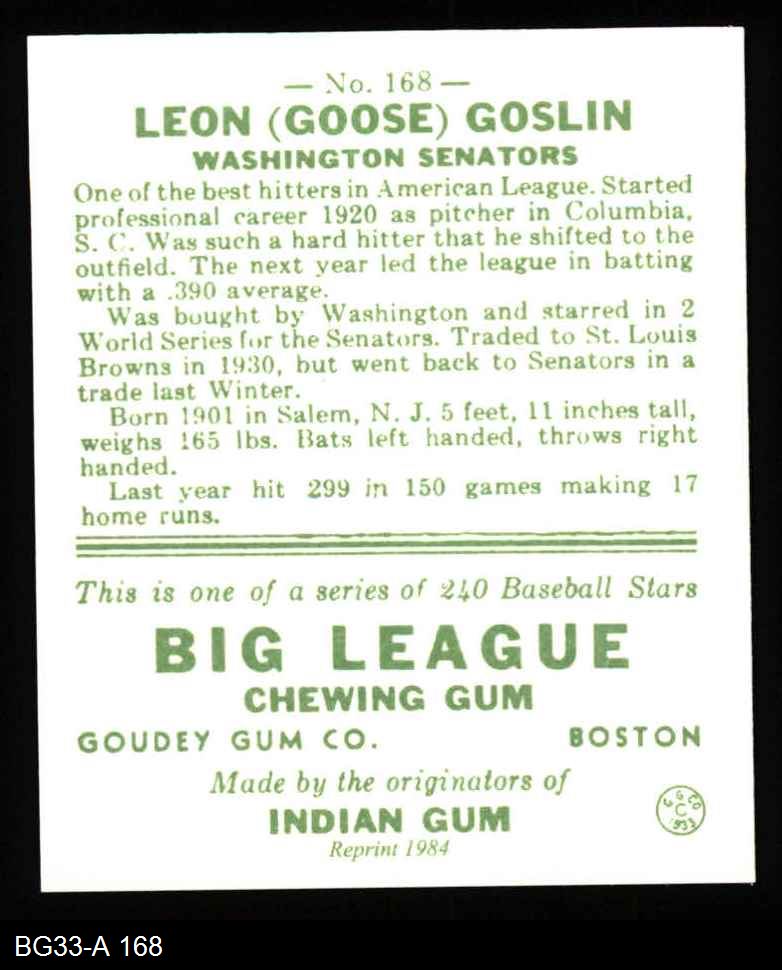 — No. 168 —
LEON (GOOSE) GOSLIN
WASHINGTON SENATORS
One of the best hitters in American League. Started
professional career 1920 as pitcher in Columbia,
S. C. Was such a hard hitter that he shifted to the
outfield. The next year led the league in batting
with a .390 average.
Was bought by Washington and starred in 2
World Series for the Senators. Traded to St. Louis
Browns in 1930, but went back to Senators in a
trade last Winter.
Born 1901 in Salem, N. J. 5 feet, 11 inches tall,
weighs 165 lbs. Bats left handed, throws right
handed.
Last year hit 299 in 150 games making 17
home runs.
This is one of a series of 240 Baseball Stars
BIG LEAGUE
CHEWING GUM
GOUDEY GUM CO. BOSTON
Made by the originators of
INDIAN GUM
G G CO
C
1933
Reprint 1984
BG33-A 168